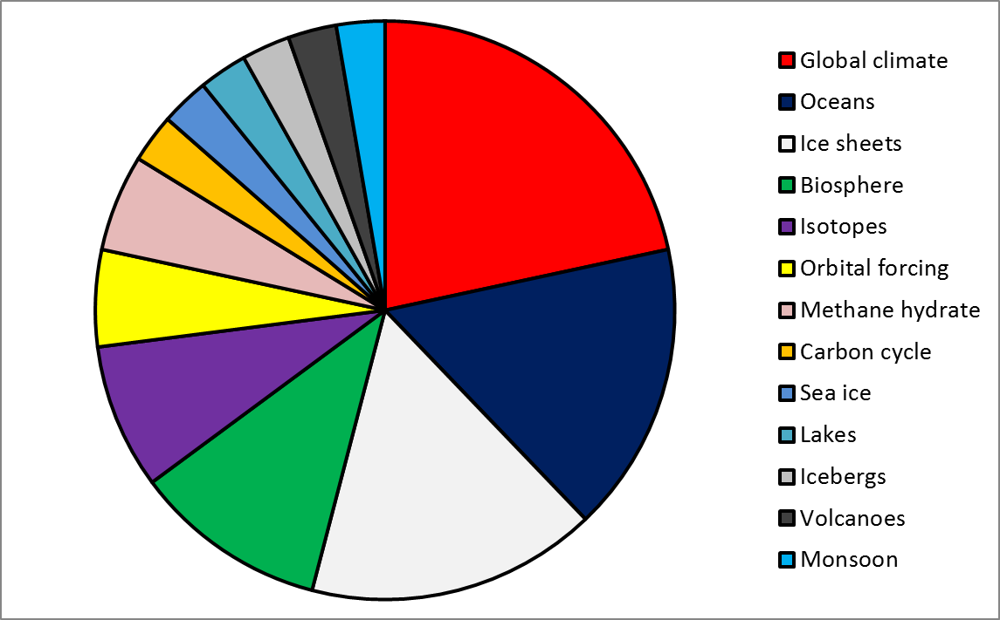 Global climate
Oceans
Ice sheets
Biosphere
Isotopes
Orbital forcing
Methane hydrate
Carbon cycle
Sea ice
Lakes
Icebergs
Volcanoes
Monsoon